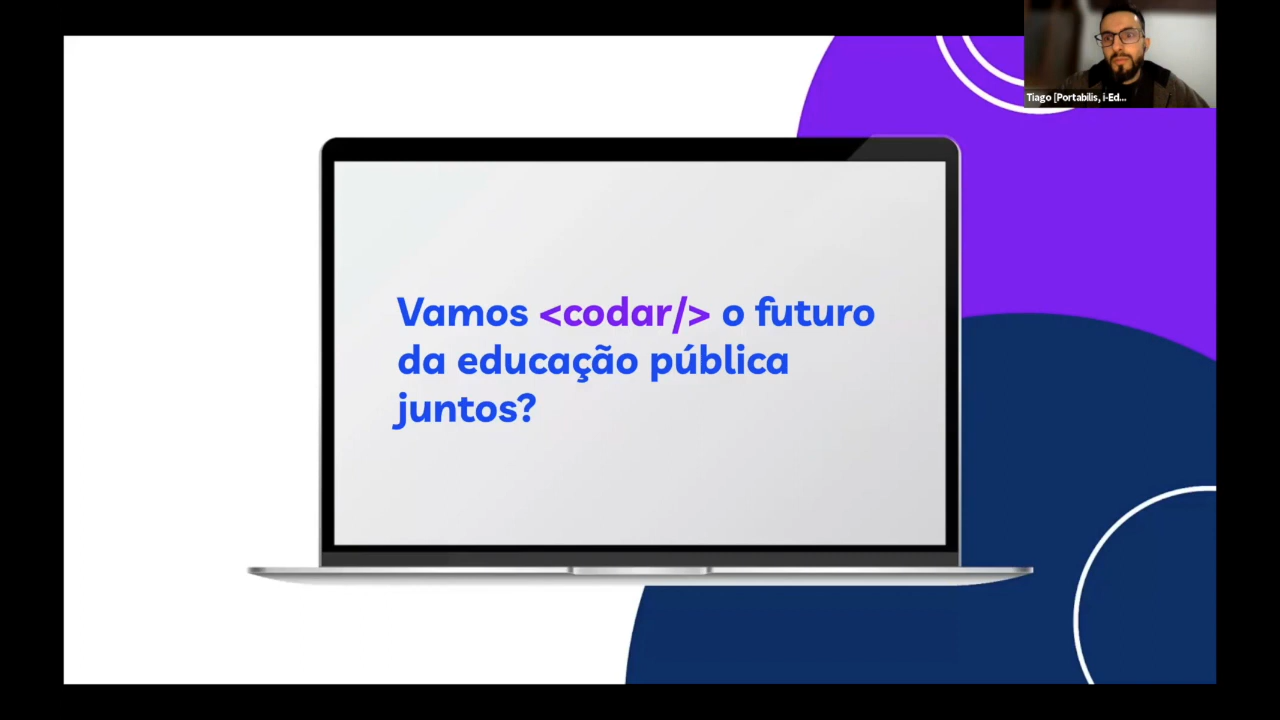 Tiago [Portabilis, i-Ed...
Vamos <codar/> o futuro
da educação pública
juntos?